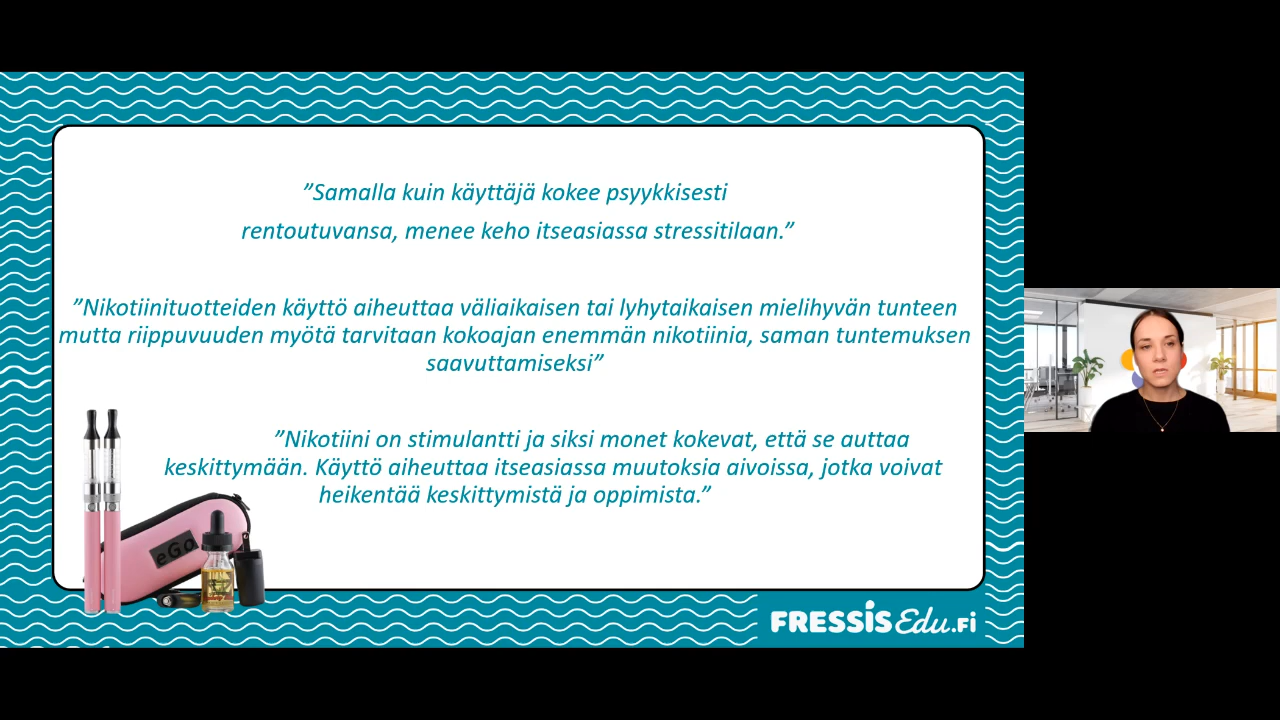 ”Samalla kuin käyttäjä kokee psyykkisesti
rentoutuvansa, menee keho itseasiassa stressitilaan.”
”Nikotiinituotteiden käyttö aiheuttaa väliaikaisen tai lyhytaikaisen mielihyvän tunteen
mutta riippuvuuden myötä tarvitaan kokoajan enemmän nikotiinia, saman tuntemuksen
saavuttamiseksi”
”Nikotiini on stimulantti ja siksi monet kokevat, että se auttaa
keskittymään. Käyttö aiheuttaa itseasiassa muutoksia aivoissa, jotka voivat
heikentää keskittymistä ja oppimista.”
eGo
FRESSIS Edu.Fi